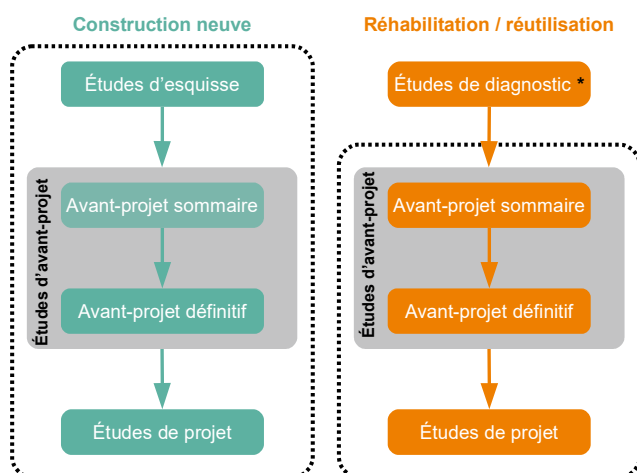 Construction neuve
Études d'esquisse
Études d'avant-projet
Avant-projet sommaire
Avant-projet définitif
Études de projet
Réhabilitation / réutilisation
Études de diagnostic *
Études d'avant-projet
Avant-projet sommaire
Avant-projet définitif
Études de projet